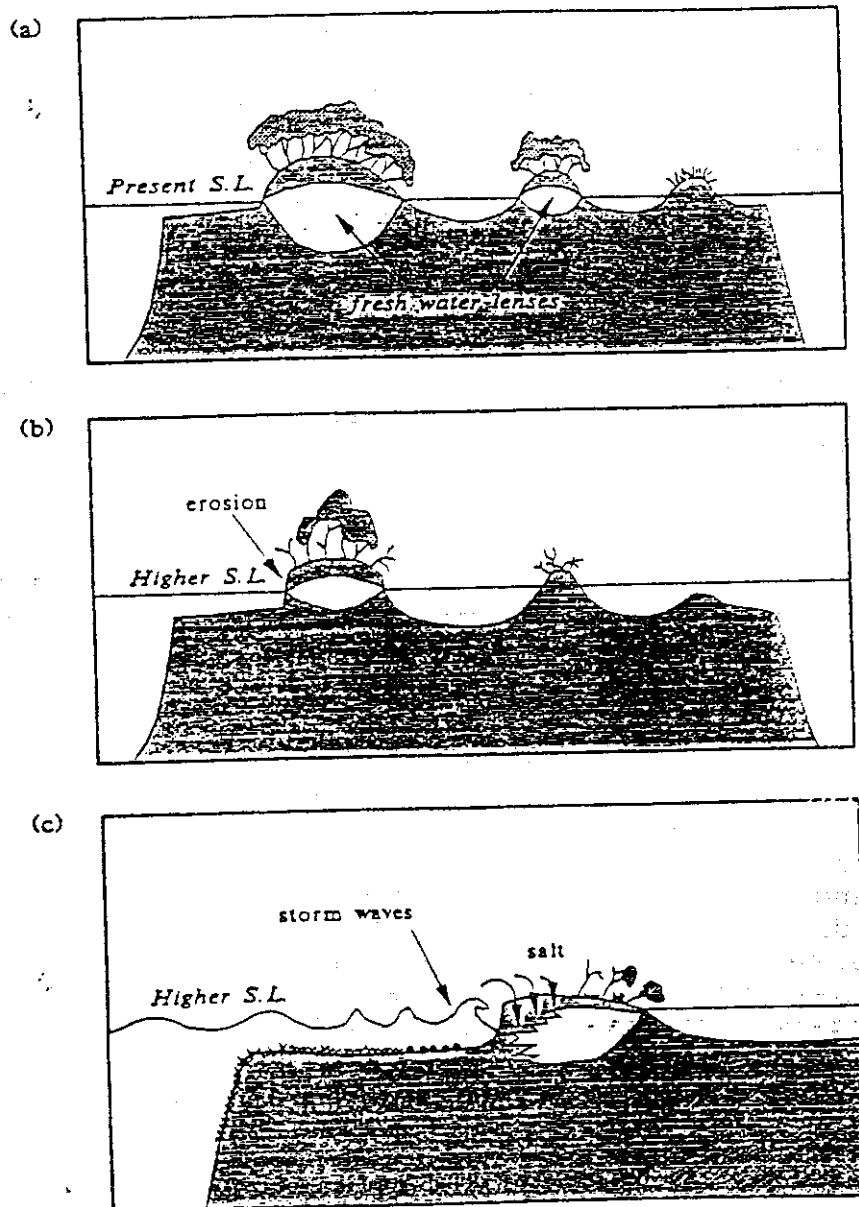 (a)
Present S.L.
fresh water-lenses
(b)
erosion
Higher S.L.
(c)
storm waves
salt
Higher S.L.